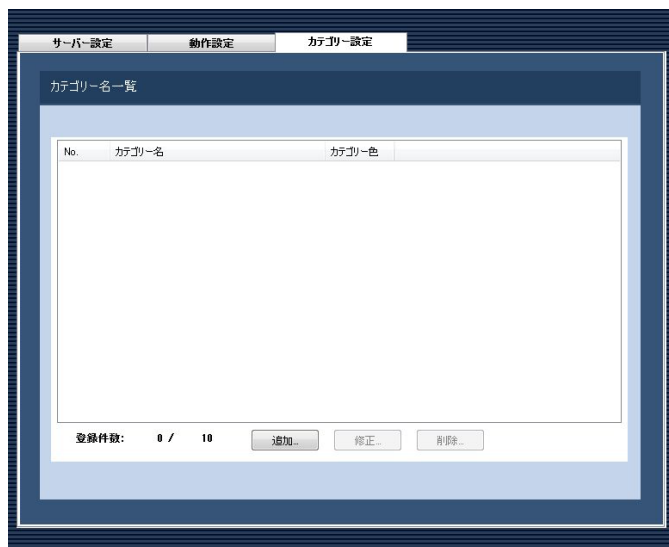 サーバー設定 動作設定 カテゴリー設定
カテゴリー名一覧
No. カテゴリー名 カテゴリー色
登録件数: 0 / 10 追加... 修正... 削除...